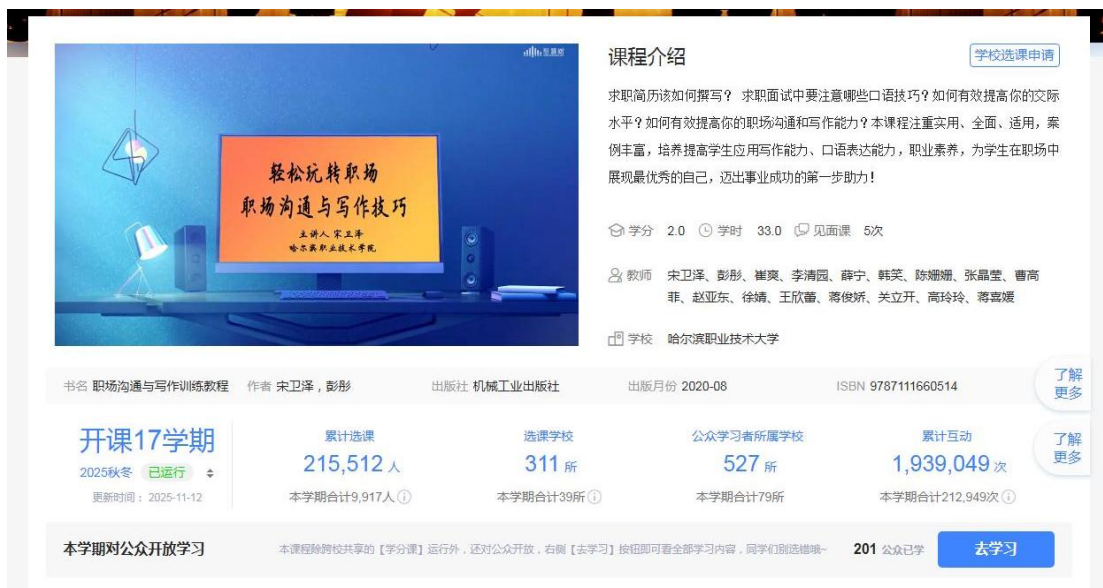 智慧树
轻松玩转职场
职场沟通与写作技巧
主讲人 宋卫泽
哈尔滨职业技术学院
课程介绍
学校选课申请
求职简历该如何撰写？ 求职面试中要注意哪些口语技巧？如何有效提高你的交际
水平？如何有效提高你的职场沟通和写作能力？本课程注重实用、全面、适用，案
例丰富，培养提高学生应用写作能力、口语表达能力，职业素养，为学生在职场中
展现最优秀的自己，迈出事业成功的第一步助力！
学分 2.0 学时 33.0 见面课 5次
教师 宋卫泽、彭彤、崔爽、李清园、薛宁、韩笑、陈姗姗、张晶莹、曹高
菲、赵亚东、徐婧、王欣蕾、蒋俊娇、关立开、高玲玲、蒋喜媛
学校 哈尔滨职业技术大学
书名 职场沟通与写作训练教程 作者 宋卫泽，彭彤 出版社 机械工业出版社 出版月份 2020-08 ISBN 9787111660514
了解
更多
开课17学期
2025秋冬 已运行
更新时间：2025-11-12
累计选课
215,512 人
本学期合计9,917人
选课学校
311 所
本学期合计39所
公众学习者所属学校
527 所
本学期合计79所
累计互动
1,939,049 次
本学期合计212,949次
了解
更多
本学期对公众开放学习
本课程除跨校共享的【学分课】运行外，还对公众开放，右侧【去学习】按钮即可看全部学习内容，同学们别选错哦~
201 公众已学
去学习